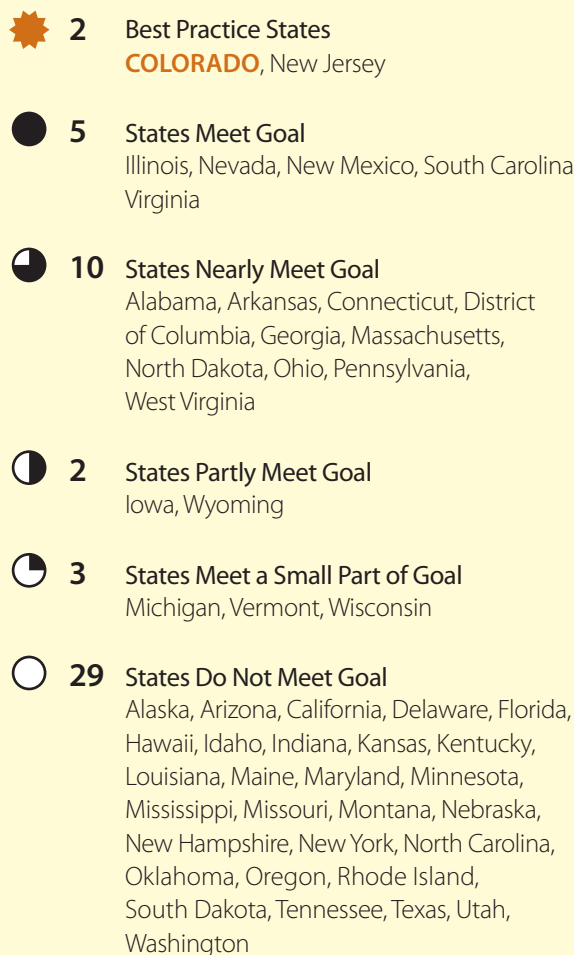 2 Best Practice States
COLORADO, New Jersey
5 States Meet Goal
Illinois, Nevada, New Mexico, South Carolina
Virginia
10 States Nearly Meet Goal
Alabama, Arkansas, Connecticut, District
of Columbia, Georgia, Massachusetts,
North Dakota, Ohio, Pennsylvania,
West Virginia
2 States Partly Meet Goal
Iowa, Wyoming
3 States Meet a Small Part of Goal
Michigan, Vermont, Wisconsin
29 States Do Not Meet Goal
Alaska, Arizona, California, Delaware, Florida,
Hawaii, Idaho, Indiana, Kansas, Kentucky,
Louisiana, Maine, Maryland, Minnesota,
Mississippi, Missouri, Montana, Nebraska,
New Hampshire, New York, North Carolina,
Oklahoma, Oregon, Rhode Island,
South Dakota, Tennessee, Texas, Utah,
Washington